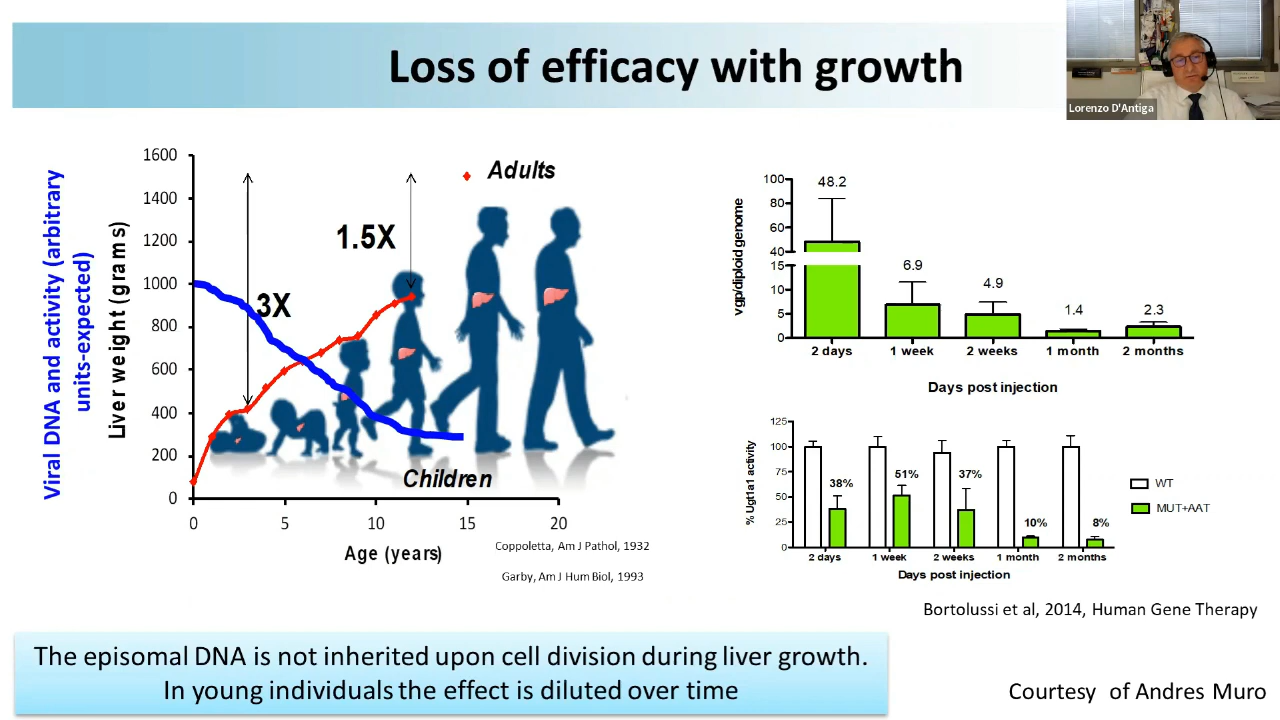 Loss of efficacy with growth
Lorenzo D'Antiga
Viral DNA and activity (arbitrary
units-expected)
Liver weight (grams)
1600
1400
1200
1000
800
600
400
200
0
0
5
10
15
20
Age (years)
3X
1.5X
Adults
Children
Coppoletta, Am J Pathol, 1932
Garby, Am J Hum Biol, 1993
vgp/diploid genome
100
80
60
40
15
10
5
0
48.2
6.9
4.9
1.4
2.3
2 days
1 week
2 weeks
1 month
2 months
Days post injection
% Ugt1a1 activity
125
100
75
50
25
0
38%
51%
37%
10%
8%
2 days
1 week
2 weeks
1 month
2 months
Days post injection
WT
MUT+AAT
Bortolussi et al, 2014, Human Gene Therapy
The episomal DNA is not inherited upon cell division during liver growth.
In young individuals the effect is diluted over time
Courtesy of Andres Muro